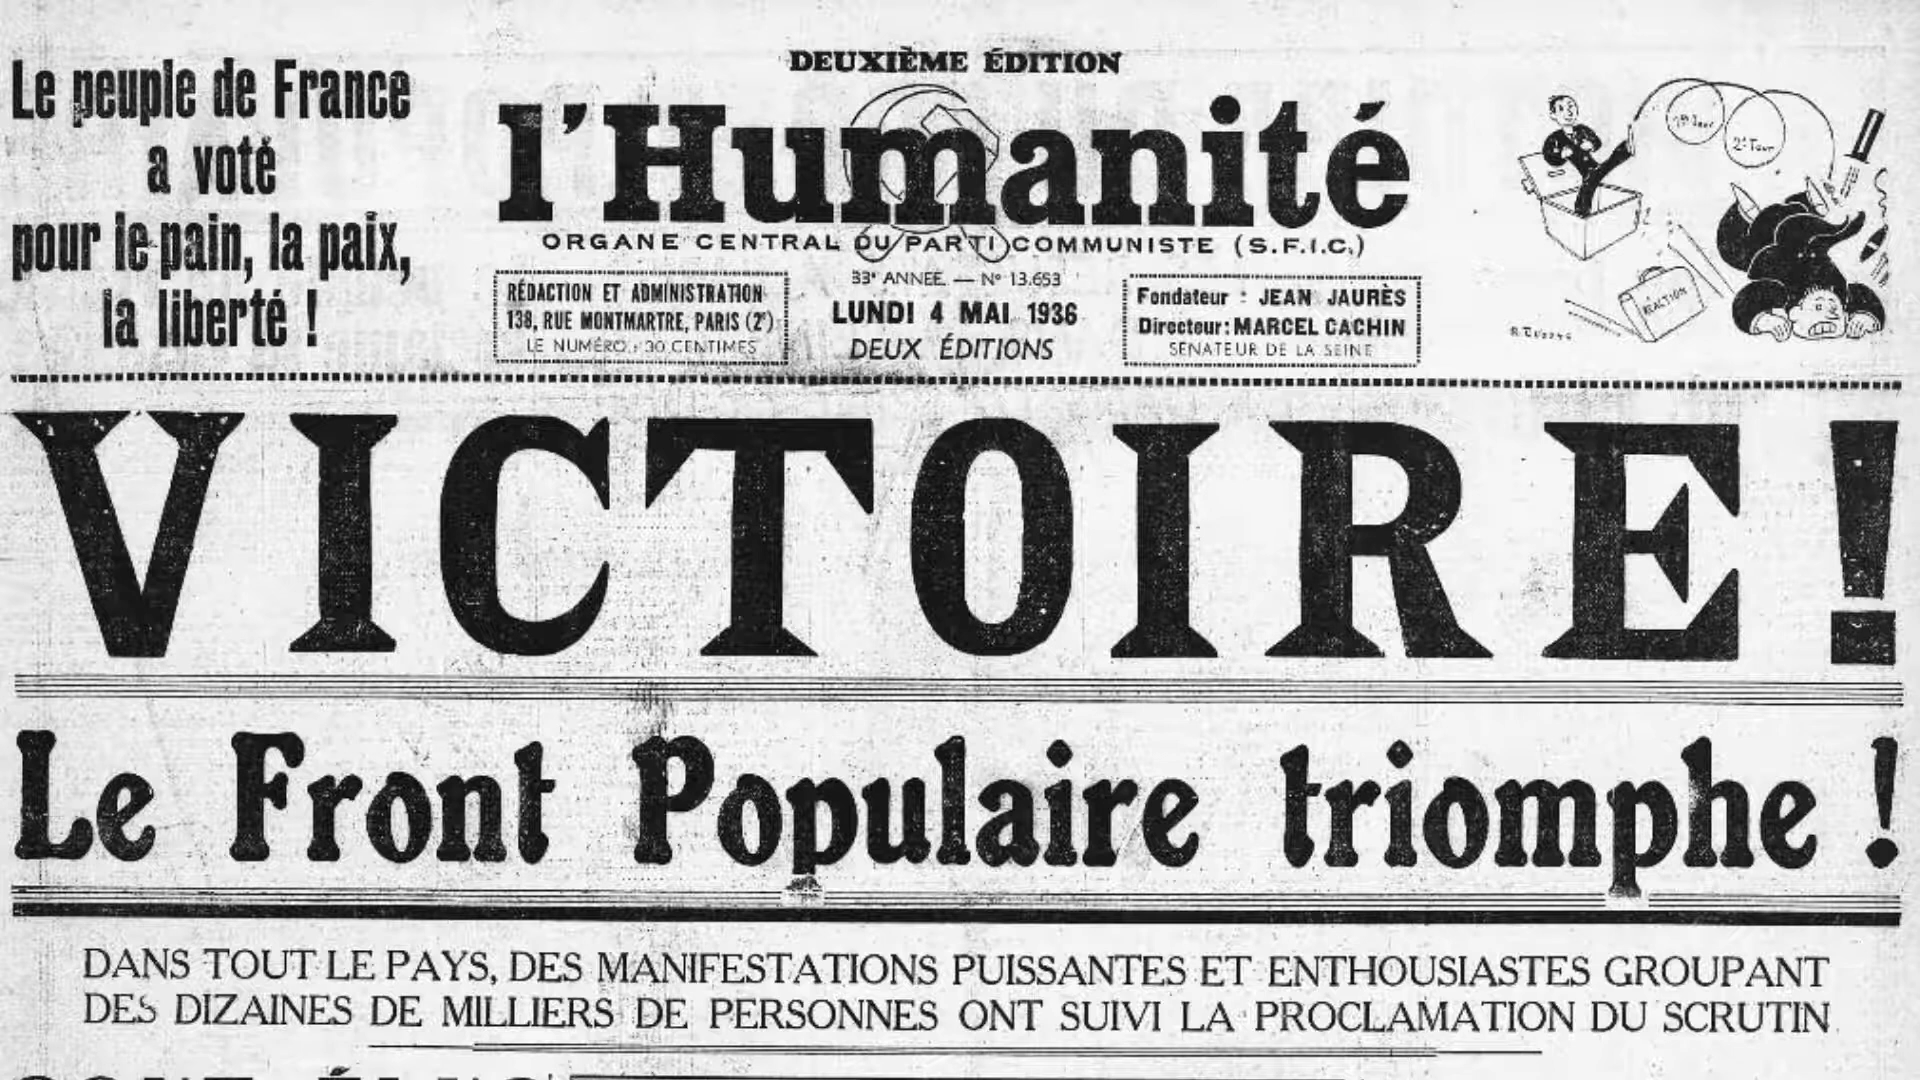 Le peuple de France
a voté
pour le pain, la paix,
la liberté !
DEUXIÈME ÉDITION
l'Humanité
ORGANE CENTRAL DU PARTI COMMUNISTE (S.F.I.C.)
RÉDACTION ET ADMINISTRATION
138, RUE MONTMARTRE, PARIS (2e)
LE NUMÉRO : 30 CENTIMES
33e ANNÉE. — No 13.653
LUNDI 4 MAI 1936
DEUX ÉDITIONS
Fondateur : JEAN JAURÈS
Directeur : MARCEL CACHIN
SÉNATEUR DE LA SEINE
1er Tour
2e Tour
RÉACTION
VICTOIRE !
Le Front Populaire triomphe !
DANS TOUT LE PAYS, DES MANIFESTATIONS PUISSANTES ET ENTHOUSIASTES GROUPANT
DES DIZAINES DE MILLIERS DE PERSONNES ONT SUIVI LA PROCLAMATION DU SCRUTIN